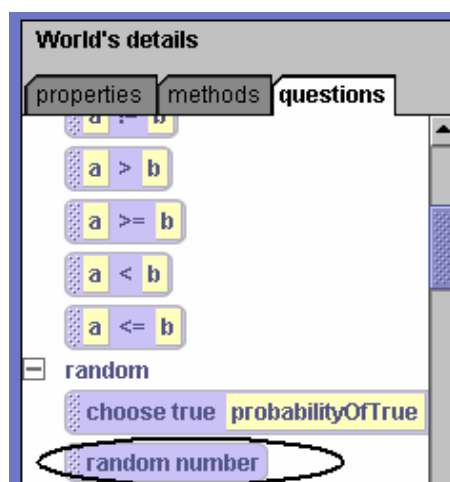 World's details
properties methods questions
a != b
a > b
a >= b
a < b
a <= b
random
choose true probabilityOfTrue
random number